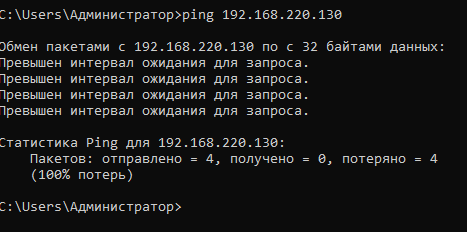 C:\Users\Администратор>ping 192.168.220.130
Обмен пакетами с 192.168.220.130 по с 32 байтами данных:
Превышен интервал ожидания для запроса.
Превышен интервал ожидания для запроса.
Превышен интервал ожидания для запроса.
Превышен интервал ожидания для запроса.
Статистика Ping для 192.168.220.130:
Пакетов: отправлено = 4, получено = 0, потеряно = 4
(100% потерь)
C:\Users\Администратор>